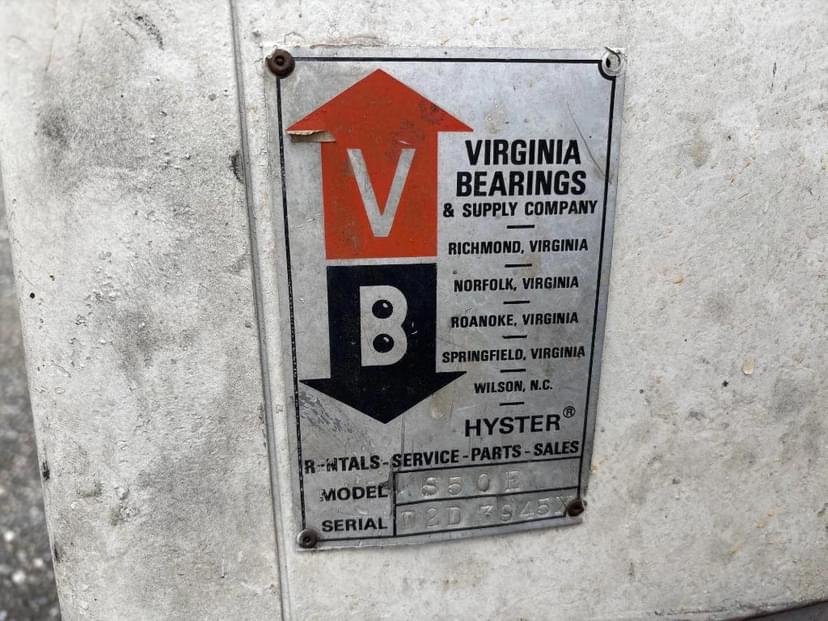 V
B
VIRGINIA
BEARINGS
& SUPPLY COMPANY
RICHMOND, VIRGINIA
NORFOLK, VIRGINIA
ROANOKE, VIRGINIA
SPRINGFIELD, VIRGINIA
WILSON, N.C.
HYSTER®
R-NTALS-SERVICE-PARTS-SALES
MODEL S50E
SERIAL